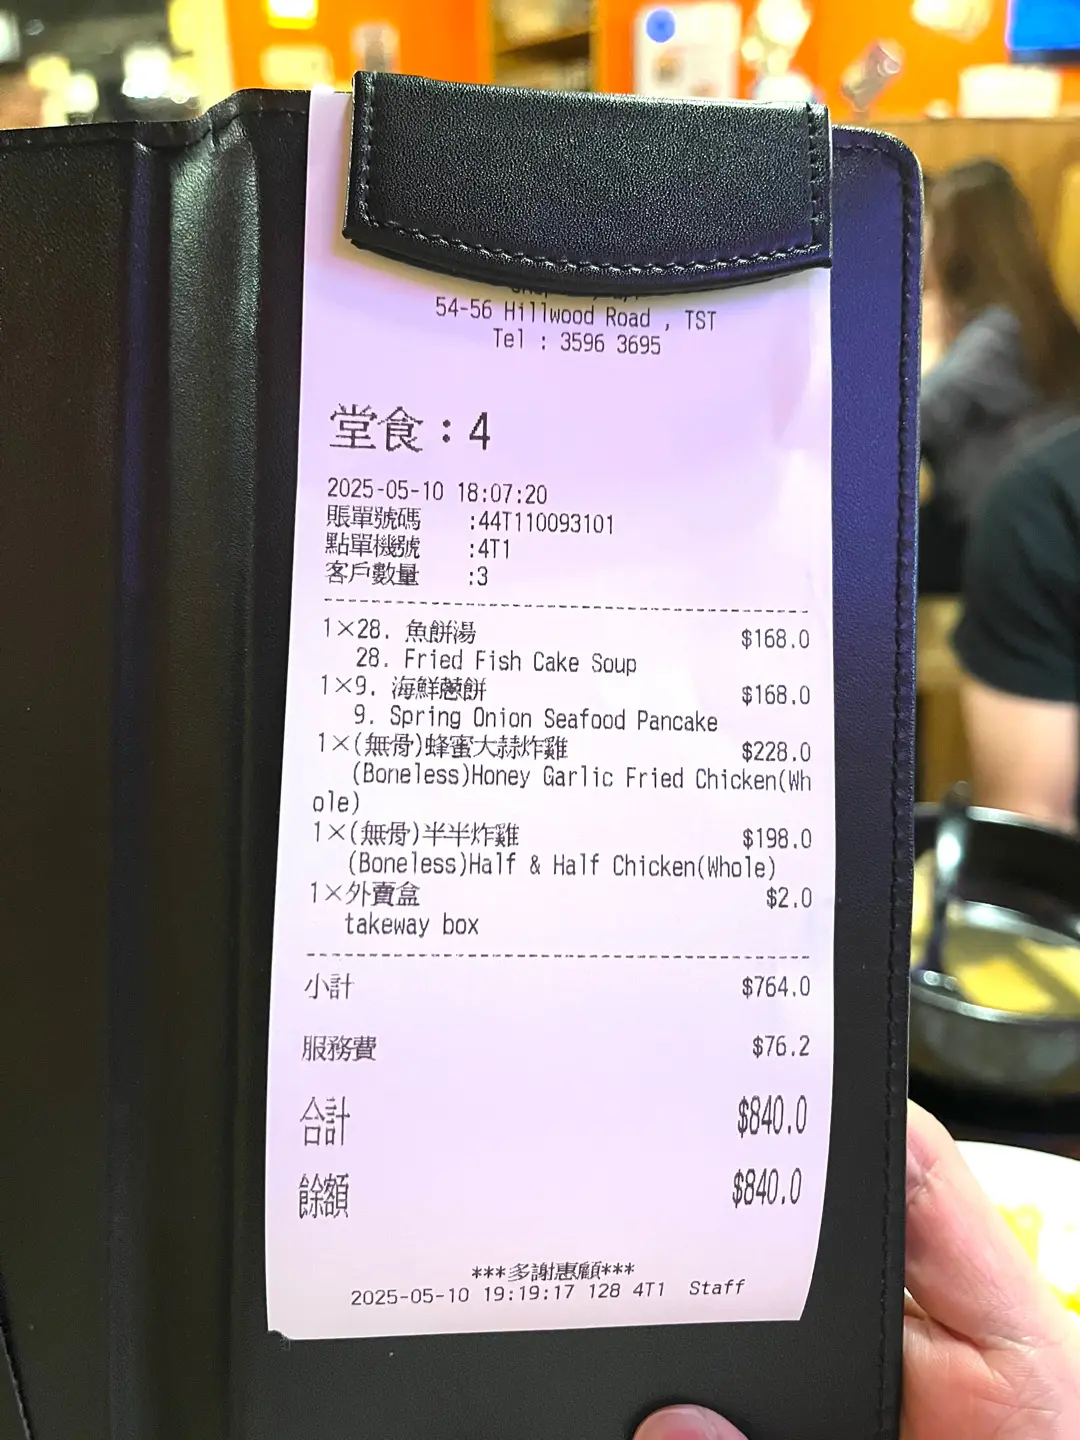 54-56 Hillwood Road , TST
Tel : 3596 3695
堂食：4
2025-05-10 18:07:20
賬單號碼 :44T110093101
點單機號 :4T1
客戶數量 :3
1×28. 魚餅湯 $168.0
28. Fried Fish Cake Soup
1×9. 海鮮蔥餅 $168.0
9. Spring Onion Seafood Pancake
1×(無骨)蜂蜜大蒜炸雞 $228.0
(Boneless)Honey Garlic Fried Chicken(Wh
ole)
1×(無骨)半半炸雞 $198.0
(Boneless)Half & Half Chicken(Whole)
1×外賣盒 $2.0
takeway box
小計 $764.0
服務費 $76.2
合計 $840.0
餘額 $840.0
***多謝惠顧***
2025-05-10 19:19:17 128 4T1 Staff